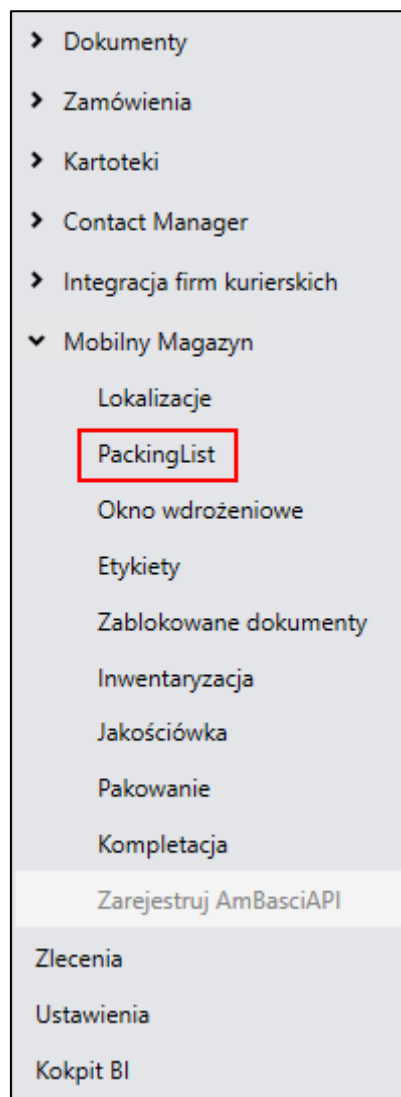 Dokumenty
Zamówienia
Kartoteki
Contact Manager
Integracja firm kurierskich
Mobilny Magazyn
Lokalizacje
PackingList
Okno wdrożeniowe
Etykiety
Zablokowane dokumenty
Inwentaryzacja
Jakościówka
Pakowanie
Kompletacja
Zarejestruj AmBasciAPI
Zlecenia
Ustawienia
Kokpit BI